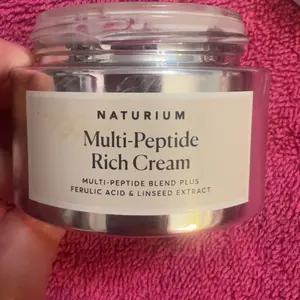 NATURIUM
Multi-Peptide
Rich Cream
MULTI-PEPTIDE BLEND PLUS
FERULIC ACID & LINSEED EXTRACT